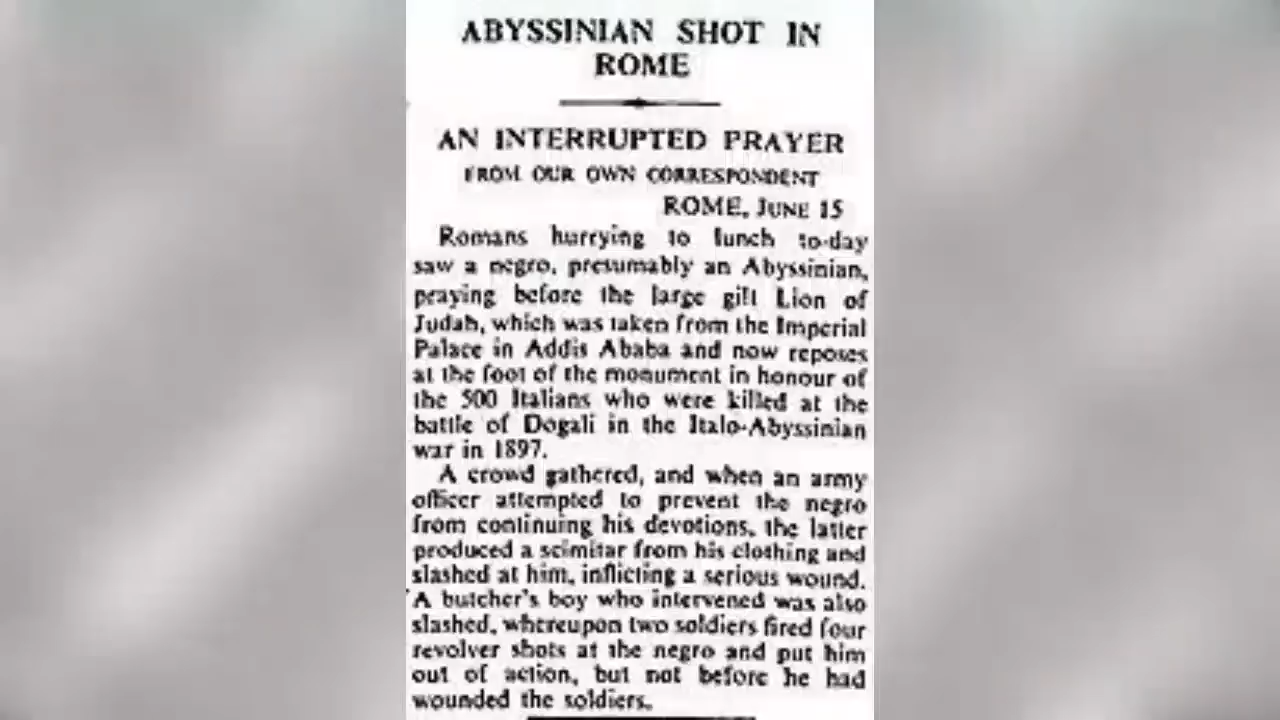 ABYSSINIAN SHOT IN
ROME
AN INTERRUPTED PRAYER
FROM OUR OWN CORRESPONDENT
ROME, JUNE 15
Romans hurrying to lunch to-day
saw a negro, presumably an Abyssinian,
praying before the large gilt Lion of
Judah, which was taken from the Imperial
Palace in Addis Ababa and now reposes
at the foot of the monument in honour of
the 500 Italians who were killed at the
battle of Dogali in the Italo-Abyssinian
war in 1897.
A crowd gathered, and when an army
officer attempted to prevent the negro
from continuing his devotions, the latter
produced a scimitar from his clothing and
slashed at him, inflicting a serious wound.
A butcher's boy who intervened was also
slashed, whereupon two soldiers fired four
revolver shots at the negro and put him
out of action, but not before he had
wounded the soldiers.